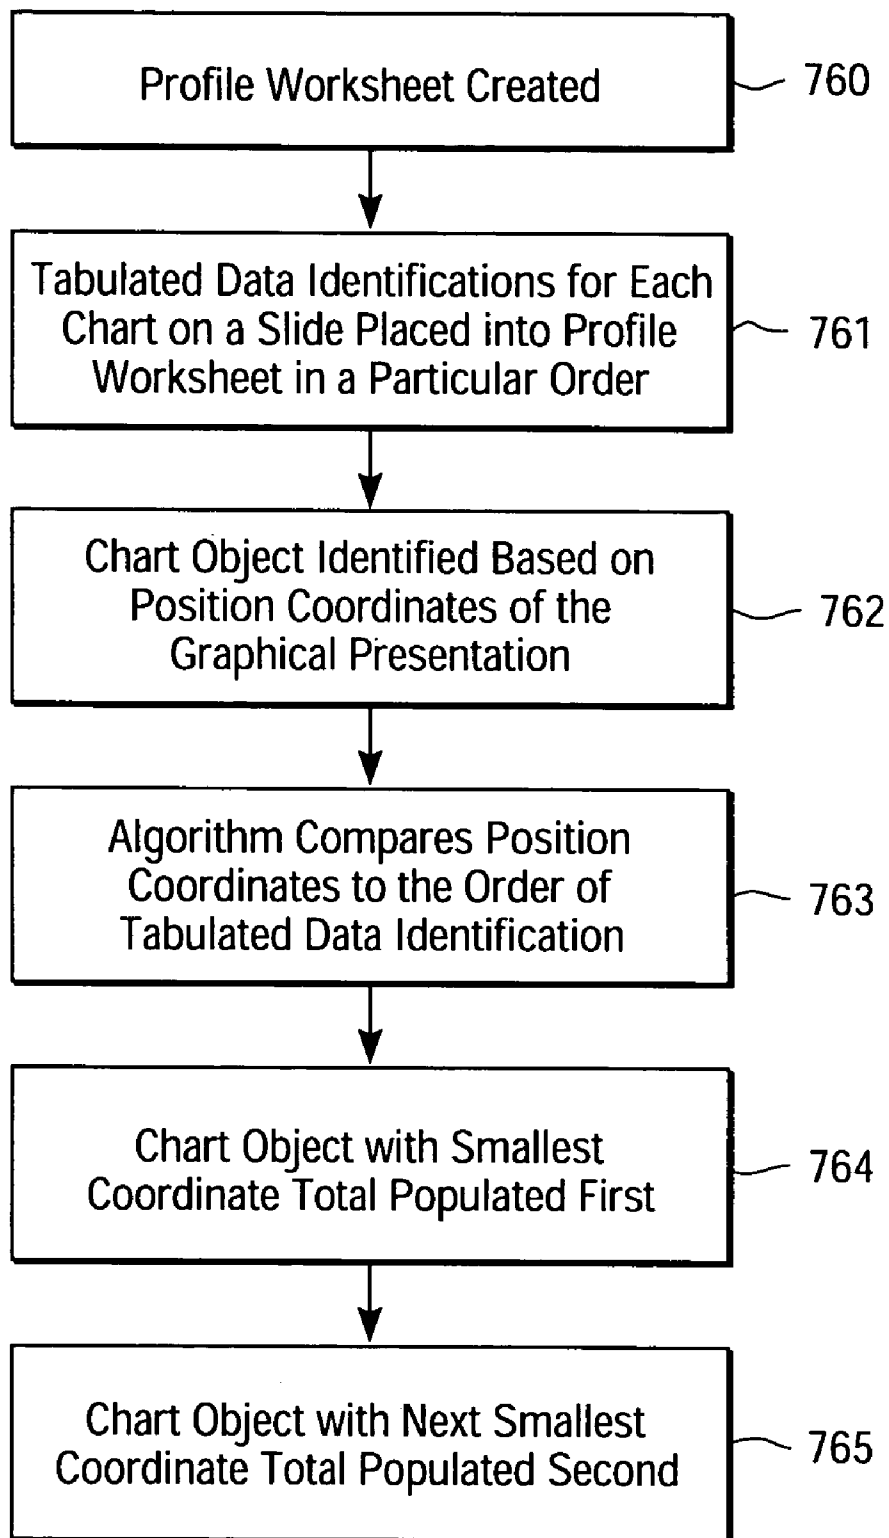 Profile Worksheet Created
760
Tabulated Data Identifications for Each
Chart on a Slide Placed into Profile
Worksheet in a Particular Order
761
Chart Object Identified Based on
Position Coordinates of the
Graphical Presentation
762
Algorithm Compares Position
Coordinates to the Order of
Tabulated Data Identification
763
Chart Object with Smallest
Coordinate Total Populated First
764
Chart Object with Next Smallest
Coordinate Total Populated Second
765